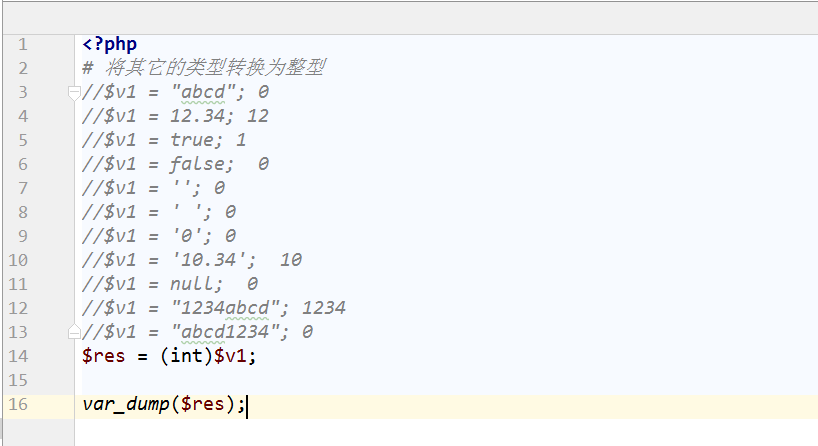 1 <?php
2 # 将其它的类型转换为整型
3 //$v1 = "abcd"; 0
4 //$v1 = 12.34; 12
5 //$v1 = true; 1
6 //$v1 = false;  0
7 //$v1 = ''; 0
8 //$v1 = ' '; 0
9 //$v1 = '0'; 0
10 //$v1 = '10.34';  10
11 //$v1 = null;  0
12 //$v1 = "1234abcd"; 1234
13 //$v1 = "abcd1234"; 0
14 $res = (int)$v1;
15
16 var_dump($res);